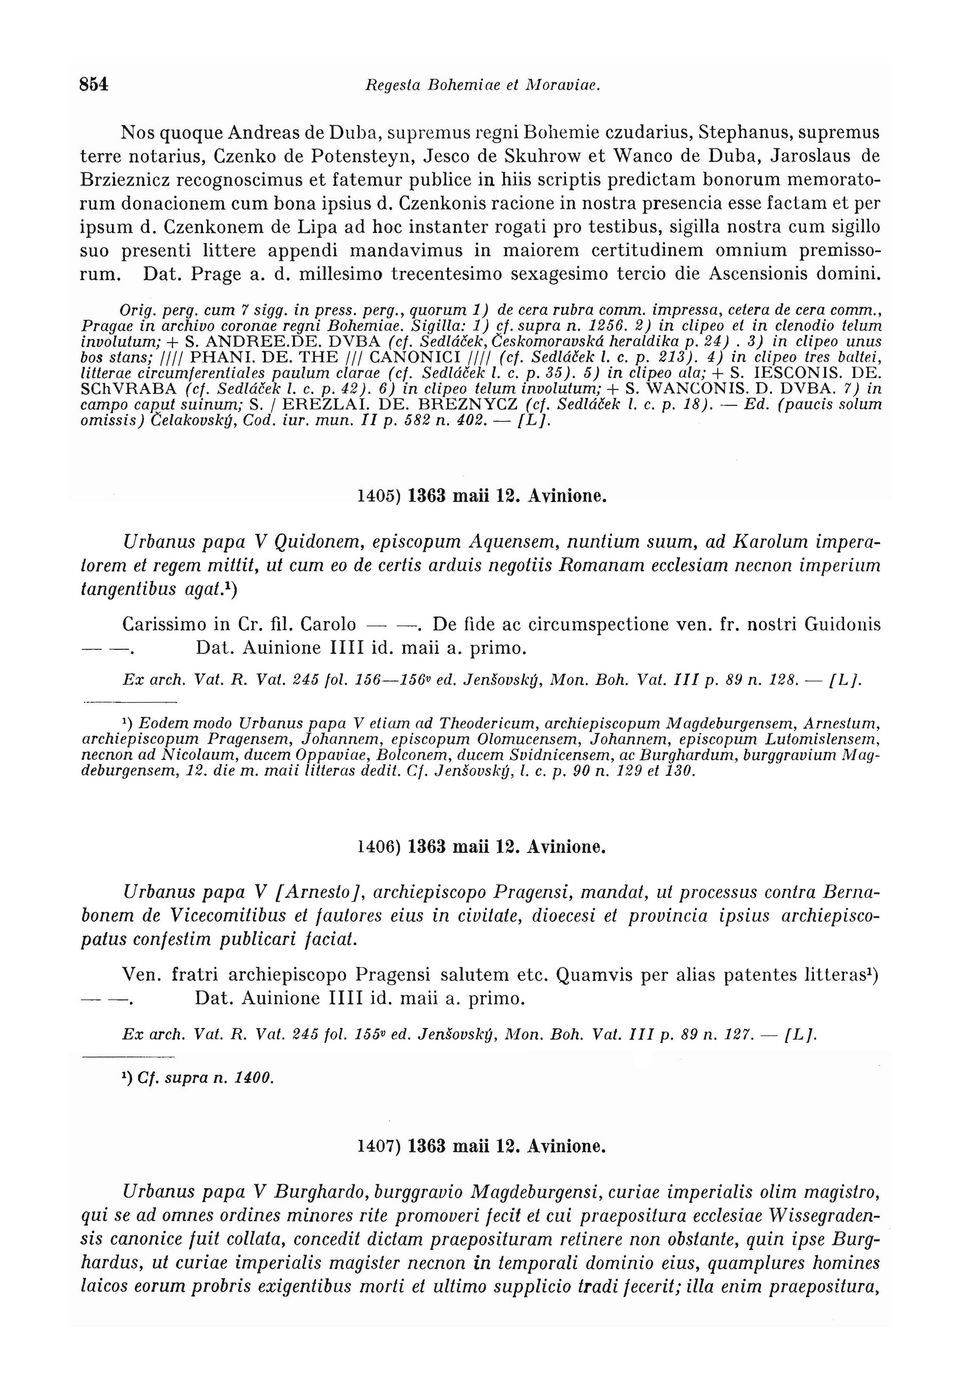 854 Regesta Bohemiae et Moraviae.
Nos quoque Andreas de Duba, supremus regni Bohemie czudarius, Stephanus, supremus
terre notarius, Czenko de Potensteyn, Jesco de Skuhrow et Wanco de Duba, Jaroslaus de
Brzieznicz recognoscimus et fatemur publice in hiis scriptis predictam bonorum memorato-
rum donacionem cum bona ipsius d. Czenkonis racione in nostra presencia esse factam et per
ipsum d. Czenkonem de Lipa ad hoc instanter rogati pro testibus, sigilla nostra cum sigillo
suo presenti littere appendi mandavimus in maiorem certitudinem omnium premisso-
rum. Dat. Prage a. d. millesimo trecentesimo sexagesimo tercio die Ascensionis domini.
Orig. perg. cum 7 sigg. in press. perg., quorum 1) de cera rubra comm. impressa, cetera de cera comm.,
Pragae in archivo coronae regni Bohemiae. Sigilla: 1) cf. supra n. 1256. 2) in clipeo et in clenodio telum
involutum; + S. ANDREE.DE. DVBA (cf. Sedláček, Českomoravská heraldika p. 24) . 3) in clipeo unus
bos stans; //// PHANI. DE. THE /// CANONICI //// (cf. Sedláček l. c. p. 213). 4) in clipeo tres baltei,
litterae circumferentiales paulum clarae (cf. Sedláček l. c. p. 35). 5) in clipeo ala; + S. IESCONIS. DE.
SChVRABA (cf. Sedláček l. c. p. 42). 6) in clipeo telum involutum; + S. WANCONIS. D. DVBA. 7) in
campo caput suinum; S. / EREZLAI. DE. BREZNYCZ (cf. Sedláček l. c. p. 18). — Ed. (paucis solum
omissis) Čelakovský, Cod. iur. mun. II p. 582 n. 402. — [L].
1405) 1363 maii 12. Avinione.
Urbanus papa V Quidonem, episcopum Aquensem, nuntium suum, ad Karolum impera-
torem et regem mittit, ut cum eo de certis arduis negotiis Romanam ecclesiam necnon imperium
tangentibus agat.¹)
Carissimo in Cr. fil. Carolo — —. De fide ac circumspectione ven. fr. nostri Guidonis
— —. Dat. Auinione IIII id. maii a. primo.
Ex arch. Vat. R. Vat. 245 fol. 156—156v ed. Jenšovský, Mon. Boh. Vat. III p. 89 n. 128. — [L].
¹) Eodem modo Urbanus papa V etiam ad Theodericum, archiepiscopum Magdeburgensem, Arnestum,
archiepiscopum Pragensem, Johannem, episcopum Olomucensem, Johannem, episcopum Lutomislensem,
necnon ad Nicolaum, ducem Oppaviae, Bolconem, ducem Svidnicensem, ac Burghardum, burggravium Mag-
deburgensem, 12. die m. maii litteras dedit. Cf. Jenšovský, l. c. p. 90 n. 129 et 130.
1406) 1363 maii 12. Avinione.
Urbanus papa V [Arnesto], archiepiscopo Pragensi, mandat, ut processus contra Berna-
bonem de Vicecomitibus et fautores eius in civitate, dioecesi et provincia ipsius archiepisco-
patus confestim publicari faciat.
Ven. fratri archiepiscopo Pragensi salutem etc. Quamvis per alias patentes litteras¹)
— —. Dat. Auinione IIII id. maii a. primo.
Ex arch. Vat. R. Vat. 245 fol. 155v ed. Jenšovský, Mon. Boh. Vat. III p. 89 n. 127. — [L].
¹) Cf. supra n. 1400.
1407) 1363 maii 12. Avinione.
Urbanus papa V Burghardo, burggravio Magdeburgensi, curiae imperialis olim magistro,
qui se ad omnes ordines minores rite promoveri fecit et cui praepositura ecclesiae Wissegraden-
sis canonice fuit collata, concedit dictam praeposituram retinere non obstante, quin ipse Burg-
hardus, ut curiae imperialis magister necnon in temporali dominio eius, quamplures homines
laicos eorum probris exigentibus morti et ultimo supplicio tradi fecerit; illa enim praepositura,